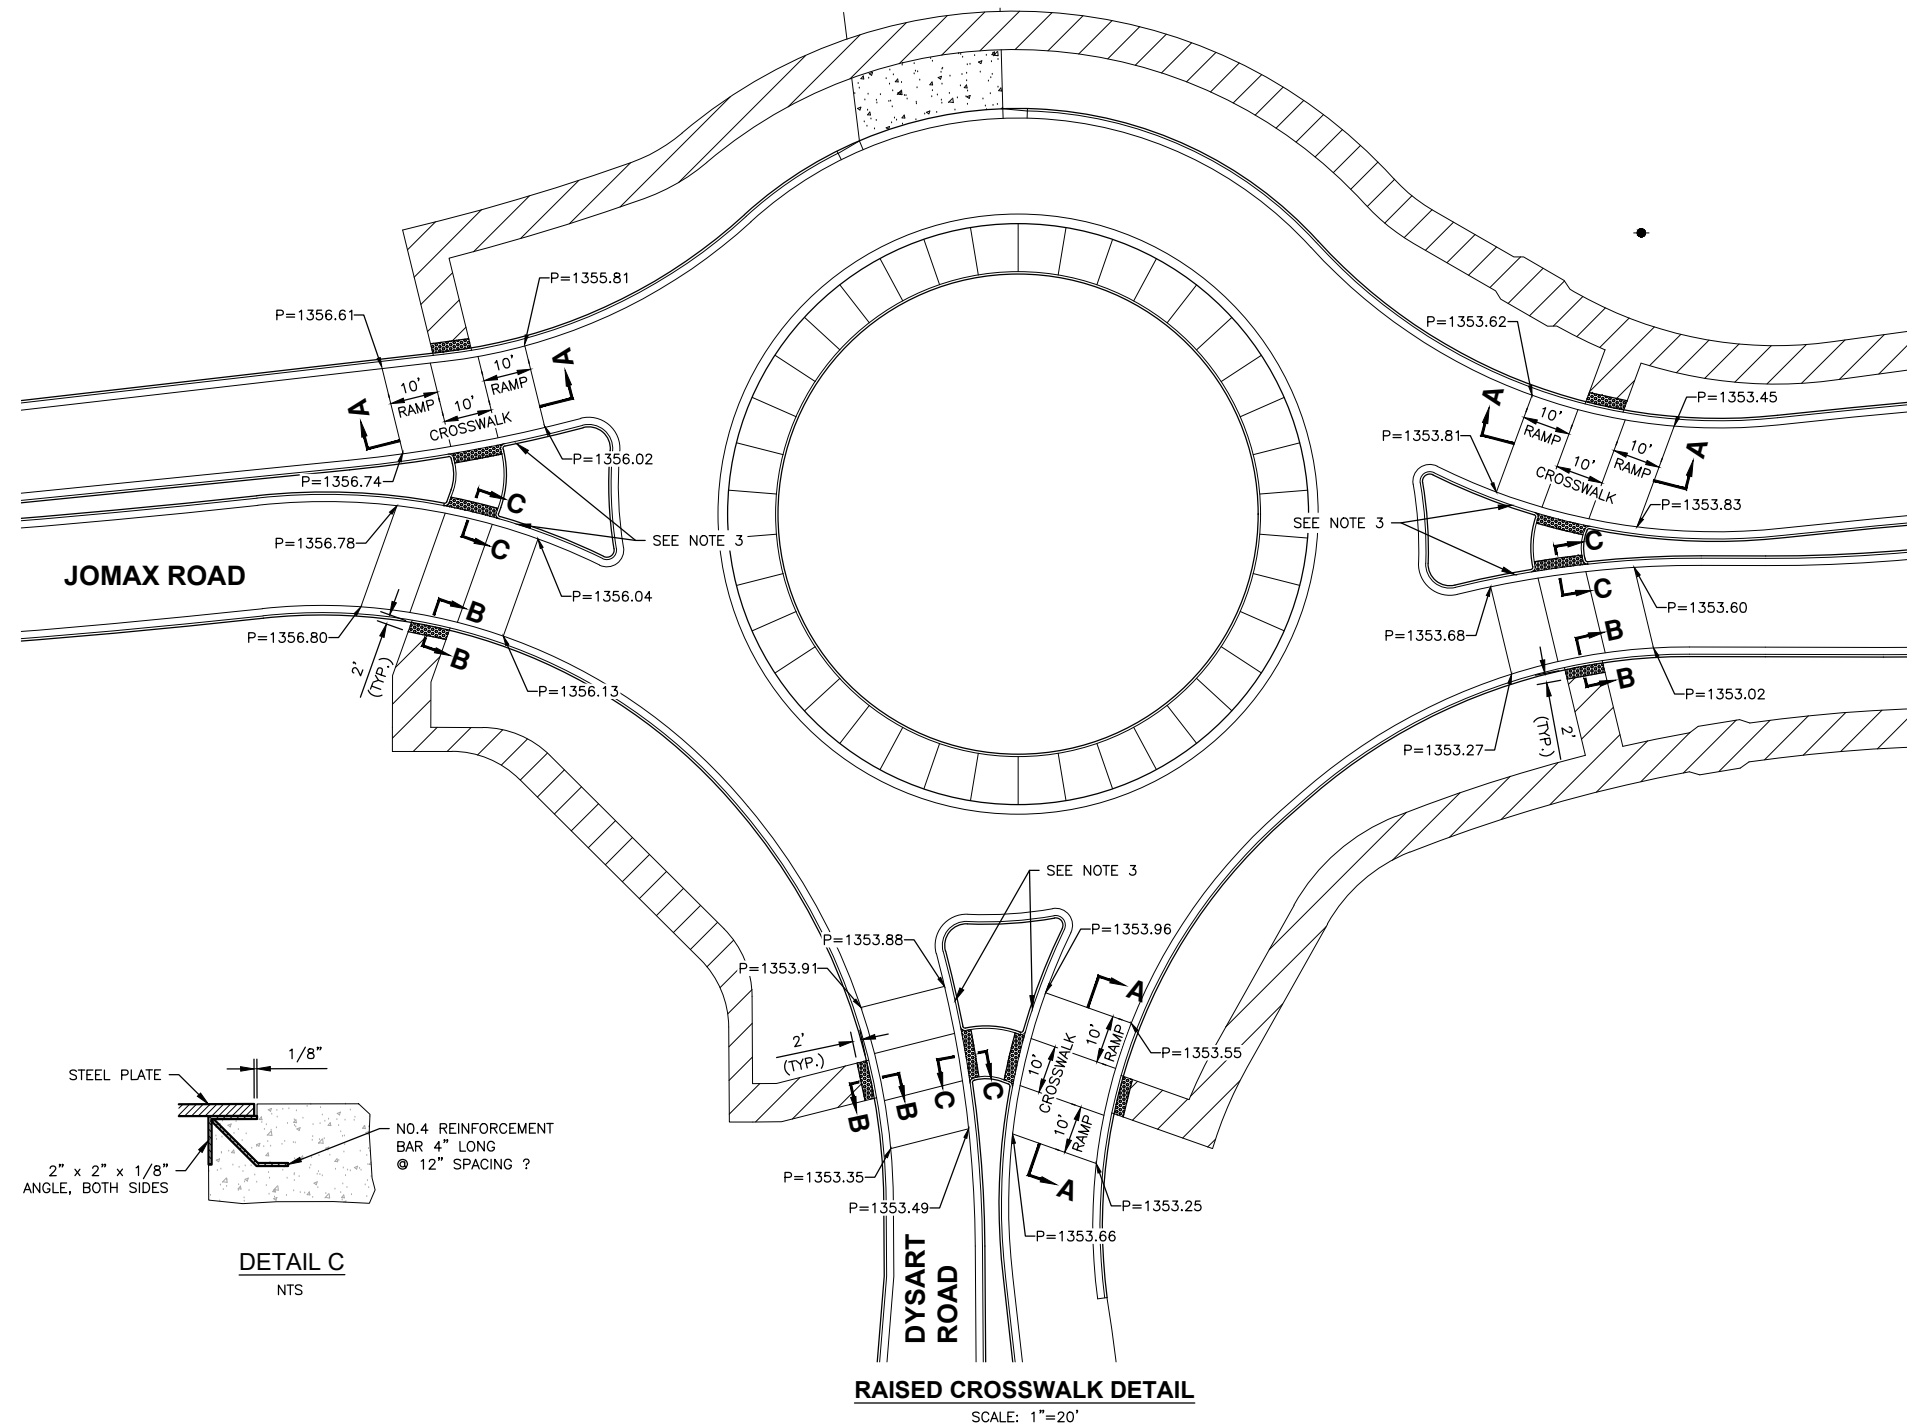 P=1355.81
P=1356.61
10'
RAMP
A
10'
RAMP
10'
CROSSWALK
A
P=1356.02
P=1356.74
C
SEE NOTE 3
C
P=1356.78
JOMAX ROAD
P=1356.04
B
P=1356.80
B
2'
(TYP.)
P=1356.13
P=1353.62
P=1353.45
A
10'
RAMP
P=1353.81
10'
RAMP
A
10'
CROSSWALK
P=1353.83
SEE NOTE 3
C
C
P=1353.60
P=1353.68
B
B
P=1353.02
2'
(TYP.)
P=1353.27
SEE NOTE 3
P=1353.88
P=1353.96
P=1353.91
A
10'
RAMP
2'
(TYP.)
P=1353.55
10'
CROSSWALK
C
C
B
B
10'
RAMP
A
P=1353.35
P=1353.49
P=1353.25
P=1353.66
DYSART
ROAD
1/8"
STEEL PLATE
NO.4 REINFORCEMENT
BAR 4" LONG
@ 12" SPACING ?
2" x 2" x 1/8"
ANGLE, BOTH SIDES
DETAIL C
NTS
RAISED CROSSWALK DETAIL
SCALE: 1"=20'